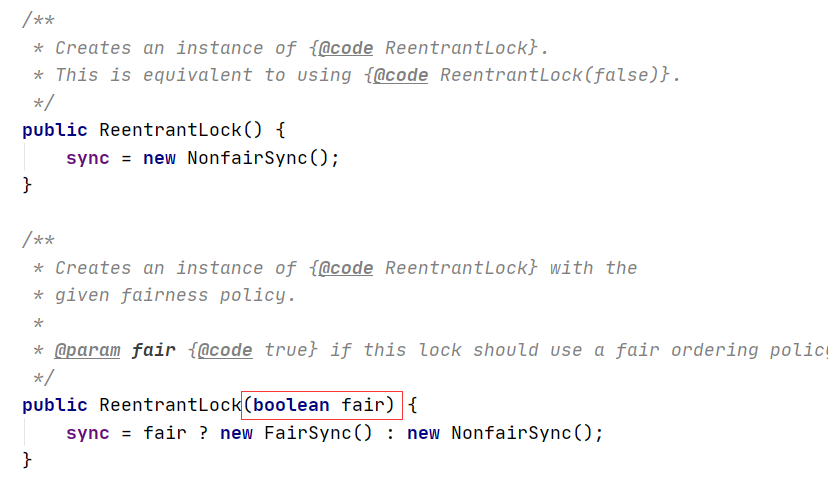 /**
 * Creates an instance of {@code ReentrantLock}.
 * This is equivalent to using {@code ReentrantLock(false)}.
 */
public ReentrantLock() {
    sync = new NonfairSync();
}
/**
 * Creates an instance of {@code ReentrantLock} with the
 * given fairness policy.
 *
 * @param fair {@code true} if this lock should use a fair ordering policy
 */
public ReentrantLock(boolean fair) {
    sync = fair ? new FairSync() : new NonfairSync();
}